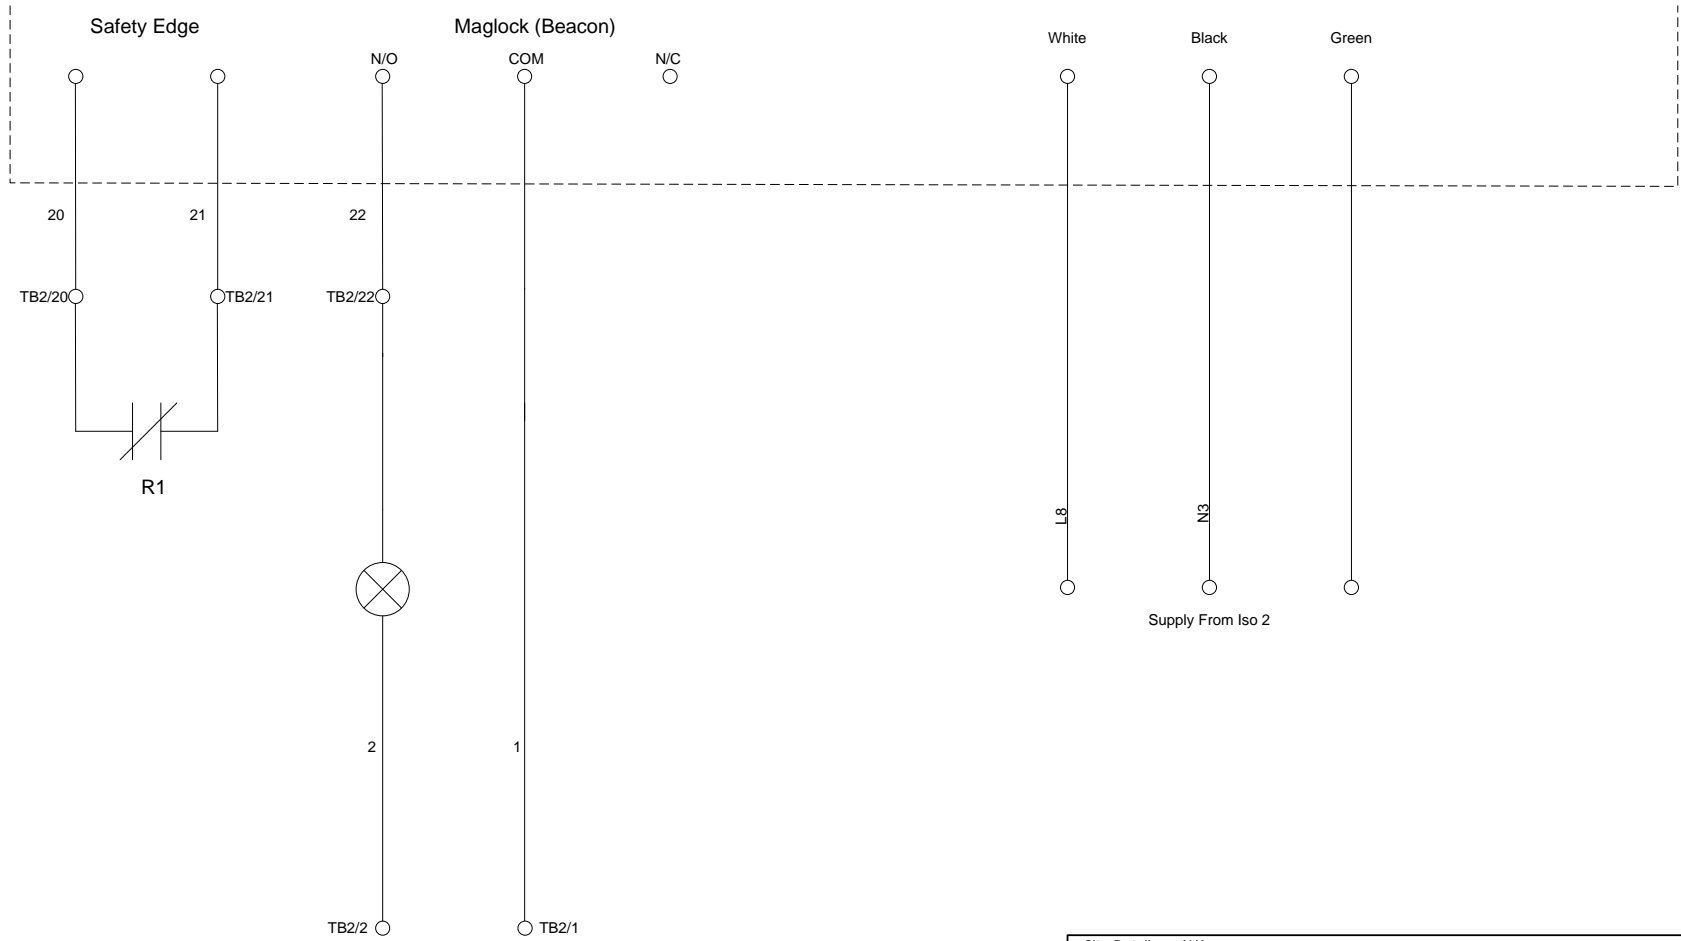 Safety Edge
Maglock (Beacon)
N/O
COM
N/C
White
Black
Green
20
21
22
TB2/20
TB2/21
TB2/22
R1
L8
N3
Supply From Iso 2
2
1
TB2/2
TB2/1